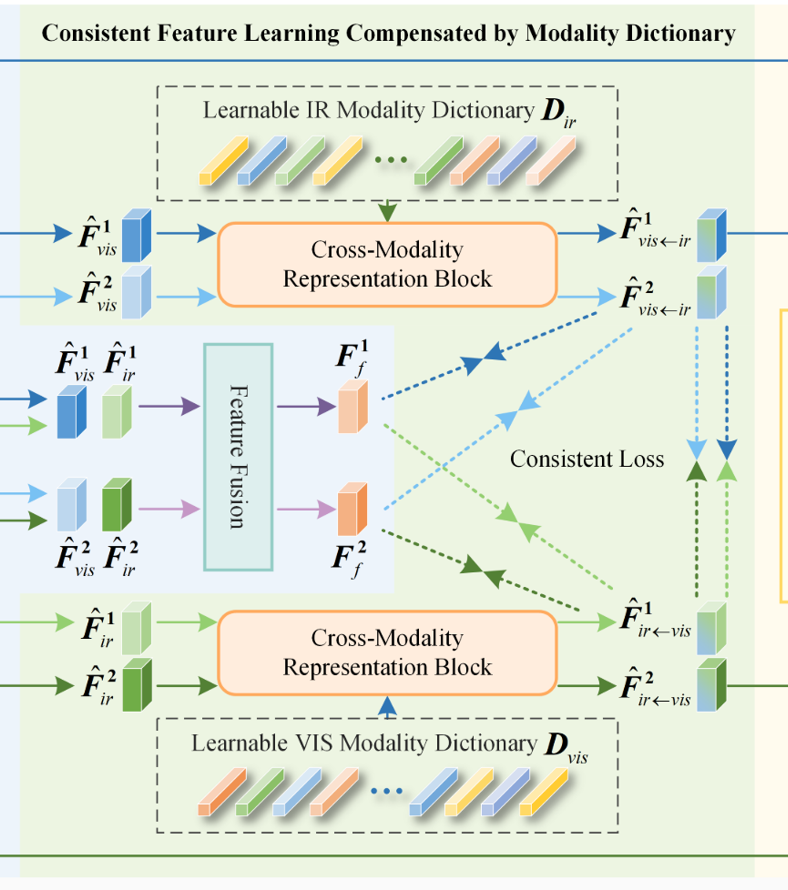 Consistent Feature Learning Compensated by Modality Dictionary
Learnable IR Modality Dictionary D_ir
F̂^1_vis
F̂^2_vis
Cross-Modality
Representation Block
F̂^1_vis←ir
F̂^2_vis←ir
F̂^1_vis F̂^1_ir
F̂^2_vis F̂^2_ir
Feature Fusion
F^1_f
F^2_f
Consistent Loss
F̂^1_ir
F̂^2_ir
Cross-Modality
Representation Block
F̂^1_ir←vis
F̂^2_ir←vis
Learnable VIS Modality Dictionary D_vis